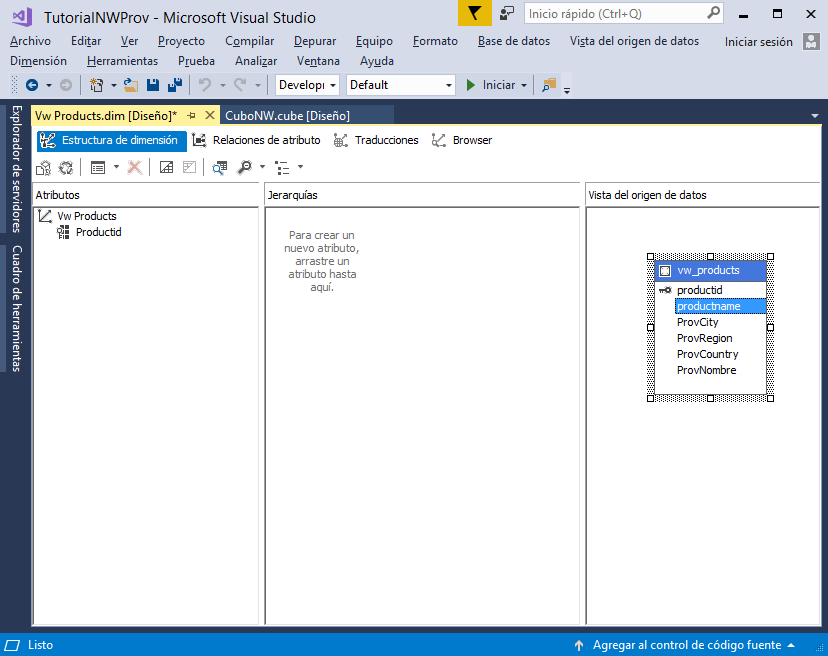 TutorialNWProv - Microsoft Visual Studio
Inicio rápido (Ctrl+Q)
Archivo Editar Ver Proyecto Compilar Depurar Equipo Formato Base de datos Vista del origen de datos Iniciar sesión
Dimensión Herramientas Prueba Analizar Ventana Ayuda
Developi Default Iniciar
Explorador de servidores
Cuadro de herramientas
Vw Products.dim [Diseño]* CuboNW.cube [Diseño]
Estructura de dimensión Relaciones de atributo Traducciones Browser
Atributos
Vw Products
Productid
Jerarquías
Para crear un
nuevo atributo,
arrastre un
atributo hasta
aquí.
Vista del origen de datos
vw_products
productid
productname
ProvCity
ProvRegion
ProvCountry
ProvNombre
Listo
Agregar al control de código fuente